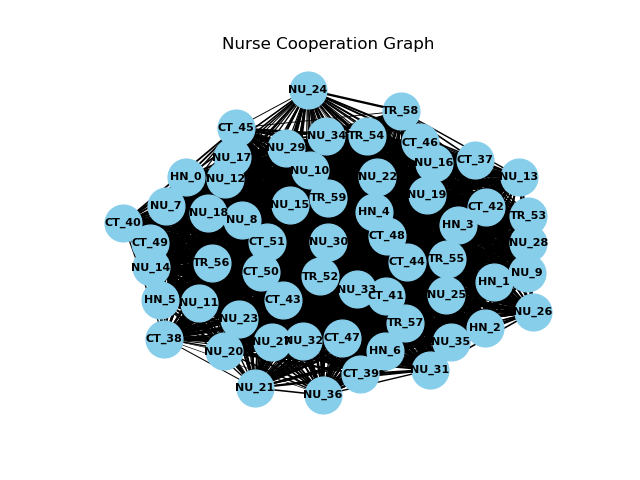 Nurse Cooperation Graph
NU_24
TR_58
CT_45
NU_34
TR_54
CT_46
NU_29
NU_17
NU_16
CT_37
NU_10
HN_0
NU_12
NU_22
NU_13
NU_19
TR_59
NU_7
NU_15
CT_42
NU_18
HN_4
TR_53
NU_8
CT_40
HN_3
CT_48
CT_49
CT_51
NU_30
NU_28
TR_56
CT_44
TR_55
NU_14
CT_50
NU_9
TR_52
HN_1
NU_33
CT_41
NU_25
HN_5
NU_11
CT_43
NU_26
NU_23
TR_57
HN_2
CT_38
NU_27
NU_32
CT_47
NU_35
NU_20
HN_6
NU_31
CT_39
NU_21
NU_36